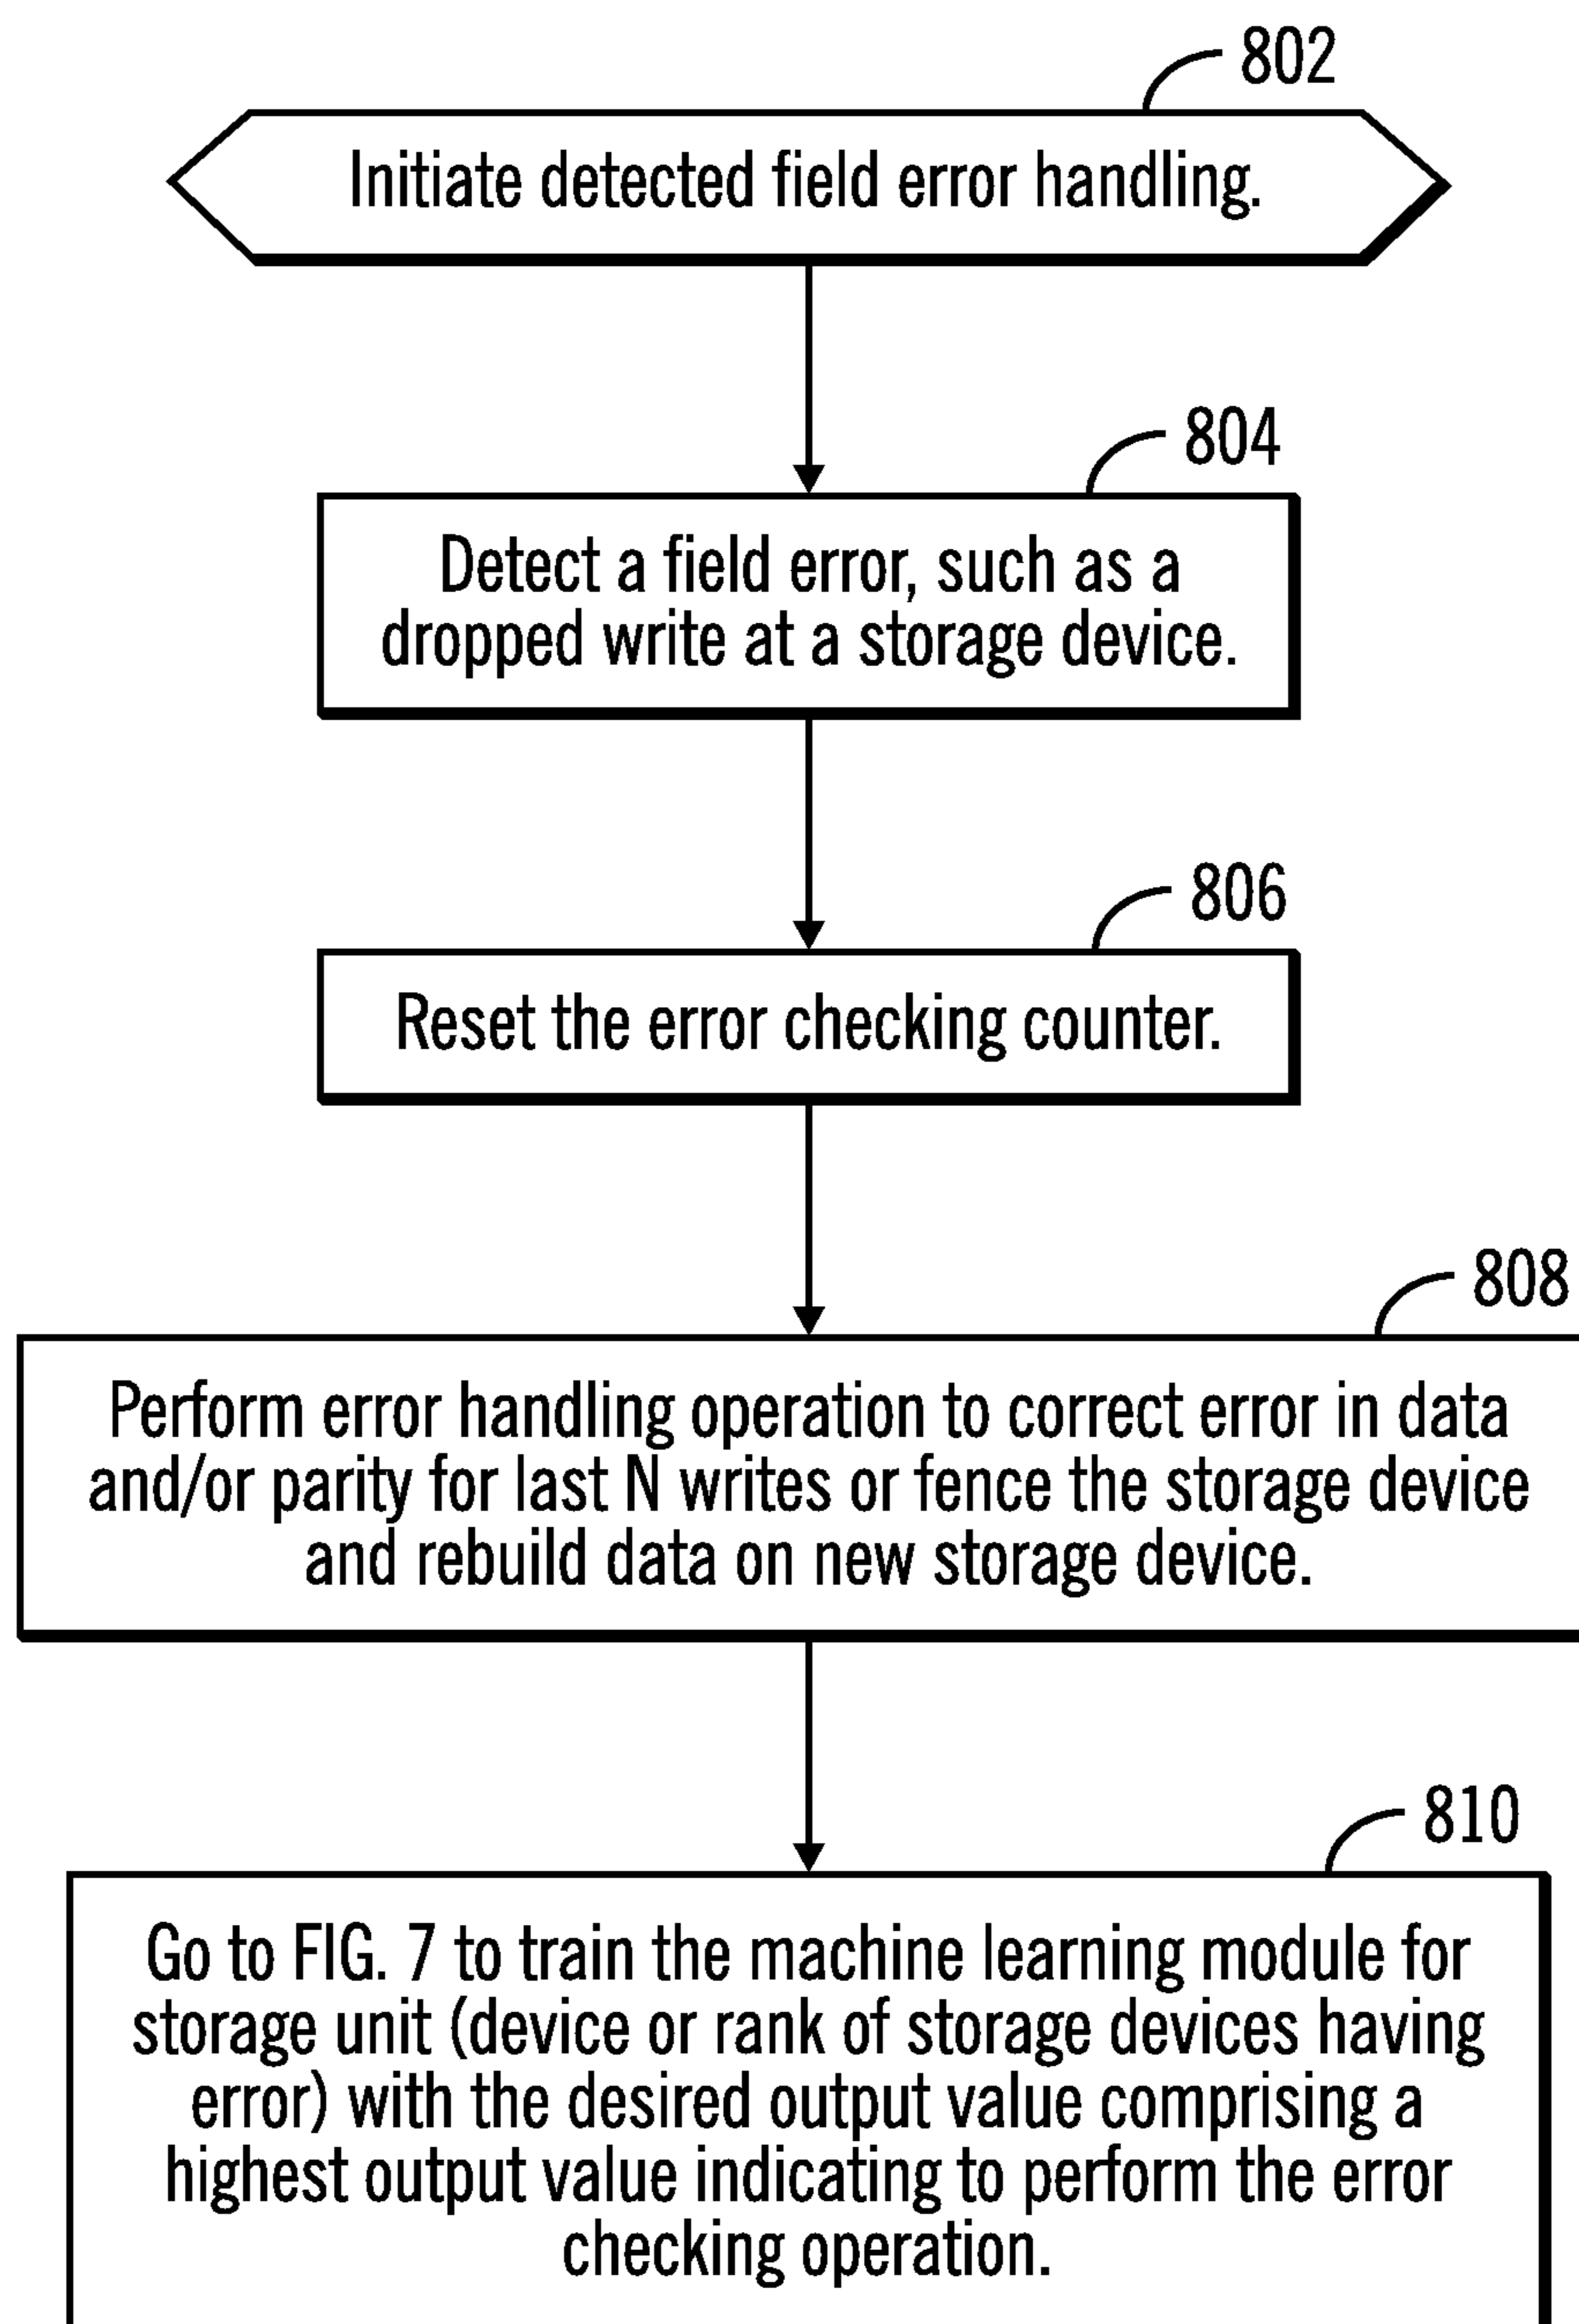 802
Initiate detected field error handling.
804
Detect a field error, such as a
dropped write at a storage device.
806
Reset the error checking counter.
808
Perform error handling operation to correct error in data
and/or parity for last N writes or fence the storage device
and rebuild data on new storage device.
810
Go to FIG. 7 to train the machine learning module for
storage unit (device or rank of storage devices having
error) with the desired output value comprising a
highest output value indicating to perform the error
checking operation.